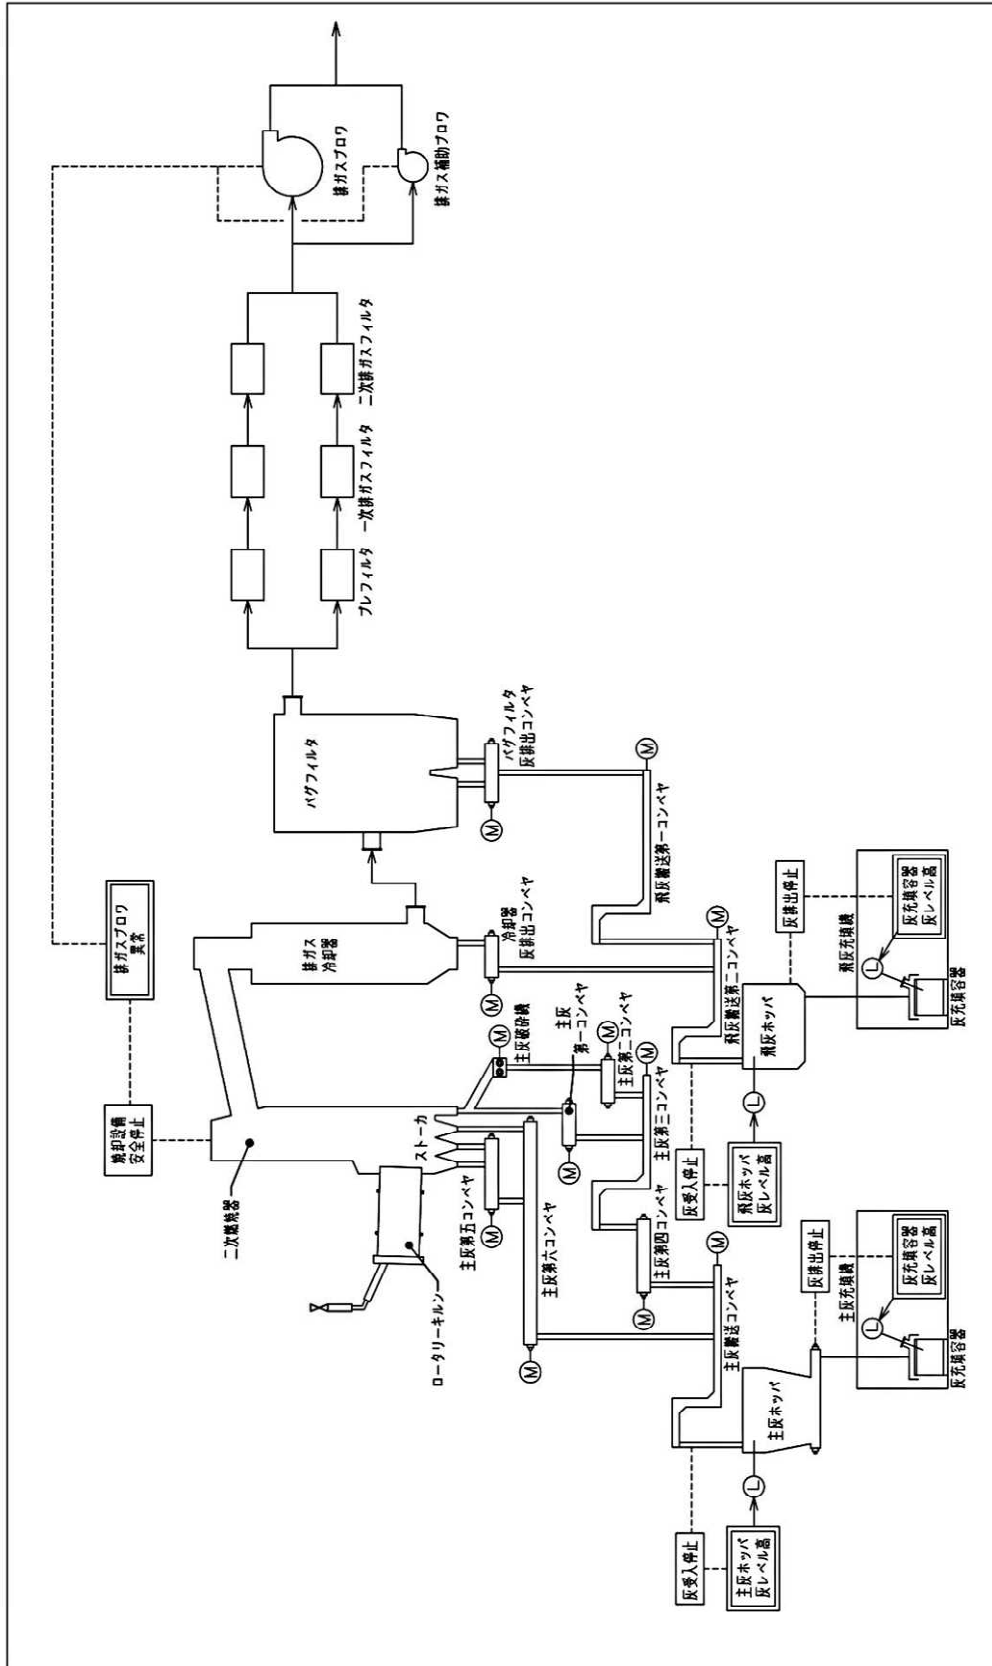 排ガスブロワ
異常
焼却設備
安全停止
二次燃焼器
ロータリーキルン
ストーカ
排ガス
冷却器
バグフィルタ
プレフィルタ
一次排ガスフィルタ
二次排ガスフィルタ
排ガスブロワ
排ガス補助ブロワ
主灰第五コンベヤ
M
主灰第六コンベヤ
M
主灰破砕機
M
主灰
第一コンベヤ
M
主灰第二コンベヤ
M
主灰第三コンベヤ
M
主灰第四コンベヤ
M
主灰搬送コンベヤ
M
冷却器
灰排出コンベヤ
M
バグフィルタ
灰排出コンベヤ
M
飛灰搬送第一コンベヤ
M
飛灰搬送第二コンベヤ
M
灰受入停止
主灰ホッパ
灰レベル高
L
主灰ホッパ
灰排出停止
主灰充填機
灰充填容器
灰レベル高
L
灰充填容器
灰受入停止
飛灰ホッパ
灰レベル高
L
飛灰ホッパ
灰排出停止
飛灰充填機
灰充填容器
灰レベル高
L
灰充填容器